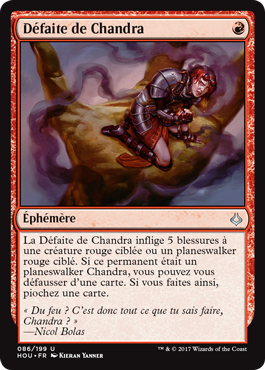 Défaite de Chandra
Éphémère
La Défaite de Chandra inflige 5 blessures à
une créature rouge ciblée ou un planeswalker
rouge ciblé. Si ce permanent était un
planeswalker Chandra, vous pouvez vous
défausser d'une carte. Si vous faites ainsi,
piochez une carte.
« Du feu ? C'est donc tout ce que tu sais faire,
Chandra ? »
—Nicol Bolas
086/199 U
HOU • FR KIERAN YANNER
™ & © 2017 Wizards of the Coast